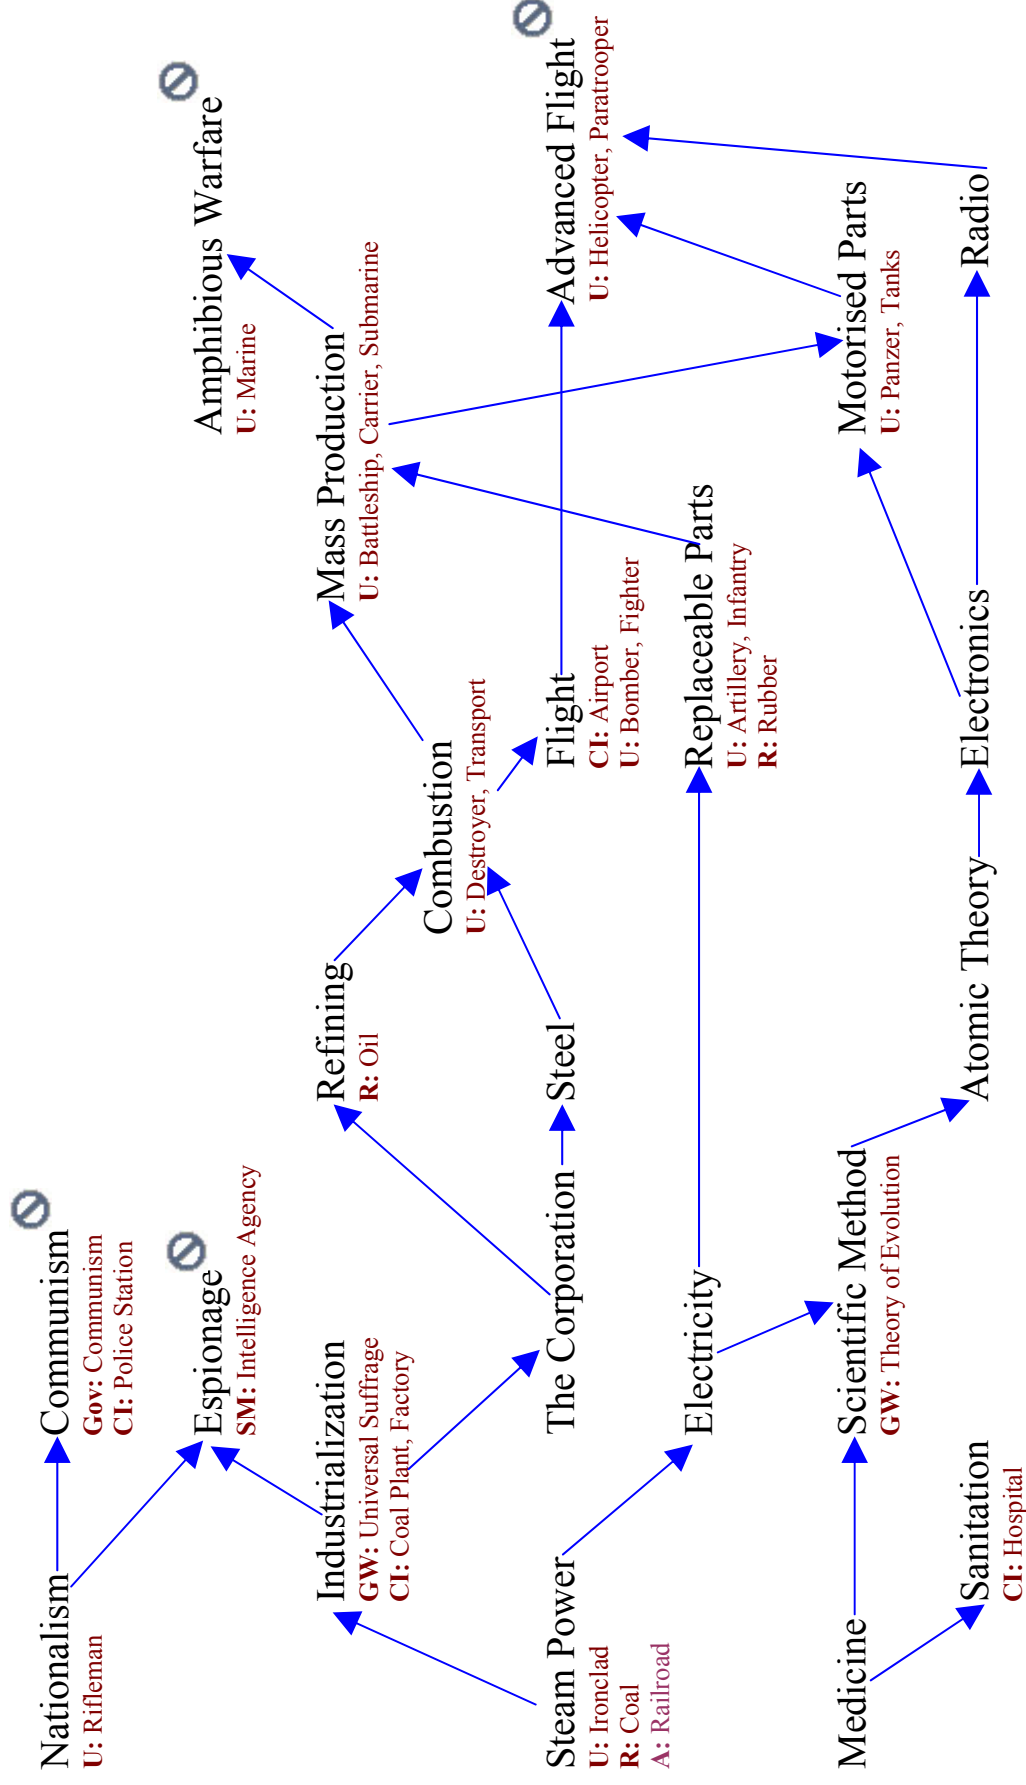 Nationalism
U: Rifleman
Communism
Gov: Communism
CI: Police Station
Espionage
SM: Intelligence Agency
Amphibious Warfare
U: Marine
Industrialization
GW: Universal Suffrage
CI: Coal Plant, Factory
Refining
R: Oil
Mass Production
U: Battleship, Carrier, Submarine
Combustion
U: Destroyer, Transport
Steam Power
U: Ironclad
R: Coal
A: Railroad
The Corporation
Steel
Flight
CI: Airport
U: Bomber, Fighter
Advanced Flight
U: Helicopter, Paratrooper
Electricity
Replaceable Parts
U: Artillery, Infantry
R: Rubber
Medicine
Scientific Method
GW: Theory of Evolution
Motorised Parts
U: Panzer, Tanks
Sanitation
CI: Hospital
Atomic Theory
Electronics
Radio